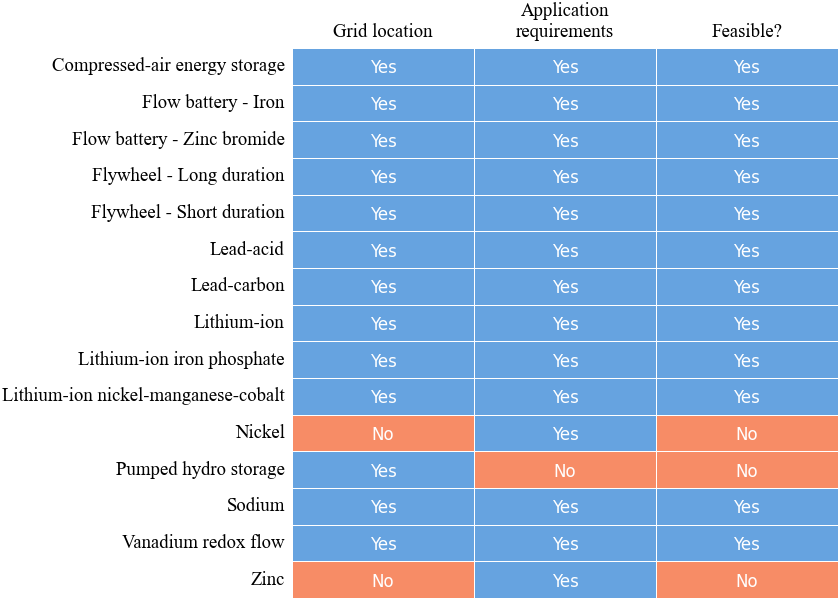 Grid location Application requirements Feasible?
Compressed-air energy storage Yes Yes Yes
Flow battery - Iron Yes Yes Yes
Flow battery - Zinc bromide Yes Yes Yes
Flywheel - Long duration Yes Yes Yes
Flywheel - Short duration Yes Yes Yes
Lead-acid Yes Yes Yes
Lead-carbon Yes Yes Yes
Lithium-ion Yes Yes Yes
Lithium-ion iron phosphate Yes Yes Yes
Lithium-ion nickel-manganese-cobalt Yes Yes Yes
Nickel No Yes No
Pumped hydro storage Yes No No
Sodium Yes Yes Yes
Vanadium redox flow Yes Yes Yes
Zinc No Yes No